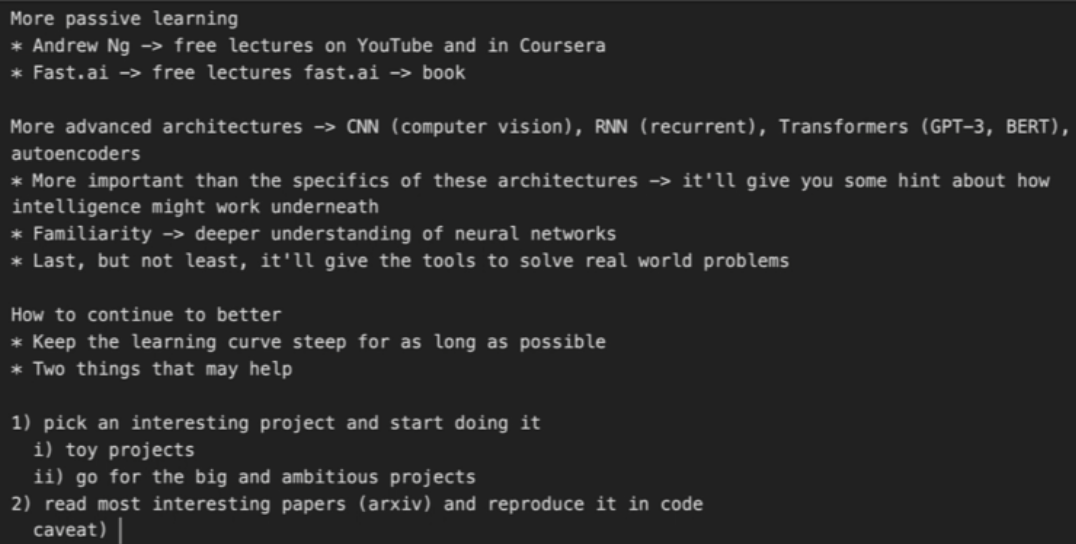 More passive learning
* Andrew Ng -> free lectures on YouTube and in Coursera
* Fast.ai -> free lectures fast.ai -> book
More advanced architectures -> CNN (computer vision), RNN (recurrent), Transformers (GPT-3, BERT),
autoencoders
* More important than the specifics of these architectures -> it'll give you some hint about how
intelligence might work underneath
* Familiarity -> deeper understanding of neural networks
* Last, but not least, it'll give the tools to solve real world problems
How to continue to better
* Keep the learning curve steep for as long as possible
* Two things that may help
1) pick an interesting project and start doing it
i) toy projects
ii) go for the big and ambitious projects
2) read most interesting papers (arxiv) and reproduce it in code
caveat)